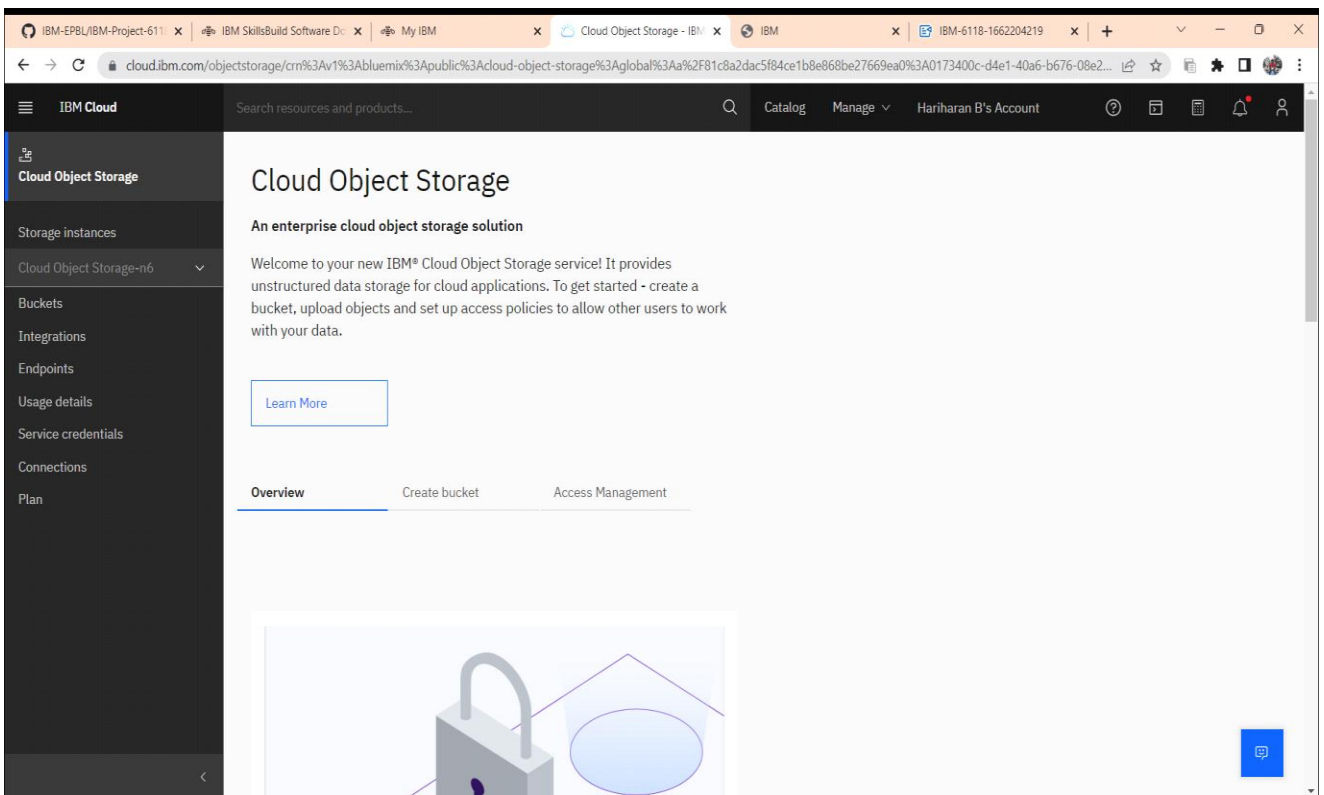 IBM-EPBL/IBM-Project-611
IBM SkillsBuild Software Do
My IBM
Cloud Object Storage - IBM
IBM
IBM-6118-1662204219
cloud.ibm.com/objectstorage/crn%3Av1%3Abluemix%3Apublic%3Acloud-object-storage%3Aglobal%3Aa%2F81c8a2dac5f84ce1b8e868be27669ea0%3A0173400c-d4e1-40a6-b676-08e2...
IBM Cloud
Search resources and products...
Catalog
Manage
Hariharan B's Account
Cloud Object Storage
Storage instances
Cloud Object Storage-n6
Buckets
Integrations
Endpoints
Usage details
Service credentials
Connections
Plan
Cloud Object Storage
An enterprise cloud object storage solution
Welcome to your new IBM® Cloud Object Storage service! It provides
unstructured data storage for cloud applications. To get started - create a
bucket, upload objects and set up access policies to allow other users to work
with your data.
Learn More
Overview
Create bucket
Access Management